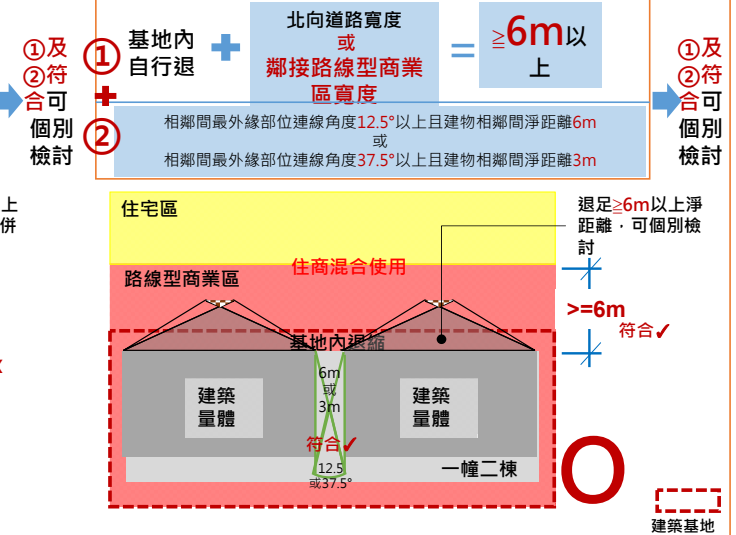 ①及
②符
合可
個別
檢討
①
基地內
自行退
+
北向道路寬度
或
鄰接路線型商業
區寬度
=
≧6m以
上
①及
②符
合可
個別
檢討
+
②
相鄰間最外緣部位連線角度12.5°以上且建物相鄰間淨距離6m
或
相鄰間最外緣部位連線角度37.5°以上且建物相鄰間淨距離3m
上
併
住宅區
退足≧6m以上淨
距離，可個別檢
討
住商混合使用
路線型商業區
>=6m
符合✓
基地內退縮
6m
或
3m
建築
量體
建築
量體
符合✓
12.5
或37.5°
一幢二棟
O
建築基地